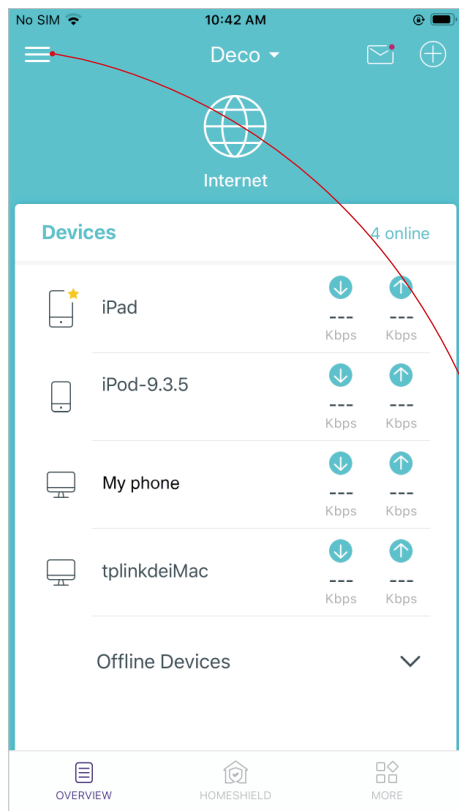 No SIM 10:42 AM
Deco
Internet
Devices 4 online
iPad
--- ---
Kbps Kbps
iPod-9.3.5
--- ---
Kbps Kbps
My phone
--- ---
Kbps Kbps
tplinkdeiMac
--- ---
Kbps Kbps
Offline Devices
OVERVIEW HOMESHIELD MORE